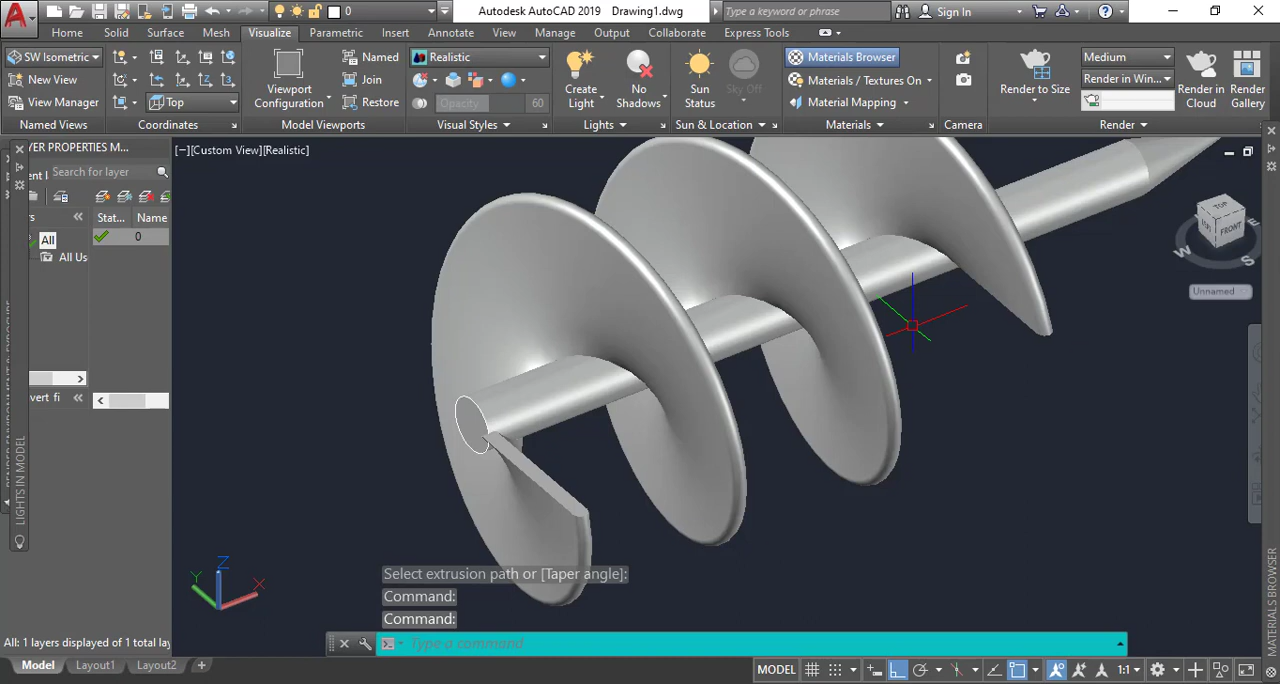 Autodesk AutoCAD 2019 Drawing1.dwg
Type a keyword or phrase
Sign In
Home Solid Surface Mesh Visualize Parametric Insert Annotate View Manage Output Collaborate Express Tools
SW Isometric
New View
View Manager
Named Views
Top
Coordinates
Viewport
Configuration
Named
Join
Restore
Model Viewports
Realistic
Opacity 60
Visual Styles
Create
Light
No
Shadows
Lights
Sun
Status
Sky Off
Sun & Location
Materials Browser
Materials / Textures On
Material Mapping
Materials
Camera
Render to Size
Medium
Render in Win...
Render in
Cloud
Render
Gallery
Render
YER PROPERTIES M...
[−][Custom View][Realistic]
Search for layer
Stat... Name
All
0
All Us
TOP
FRONT
W
S
E
Unnamed
vert fi
LIGHTS IN MODEL
MATERIALS BROWSER
Z
Y
X
Select extrusion path or [Taper angle]:
Command:
Command:
Type a command
All: 1 layers displayed of 1 total lay
Model Layout1 Layout2 +
MODEL
1:1